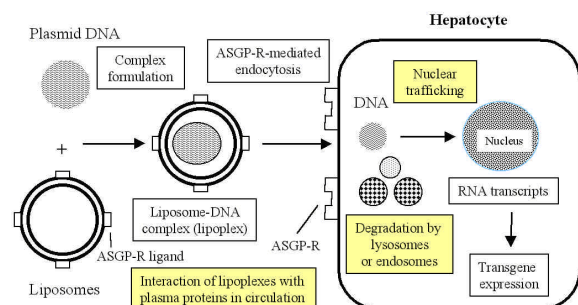 Hepatocyte
Plasmid DNA
Complex
formulation
ASGP-R-mediated
endocytosis
Nuclear
trafficking
DNA
+
Nucleus
RNA transcripts
Liposome-DNA
complex (lipoplex)
ASGP-R
Degradation by
lysosomes
or endosomes
ASGP-R ligand
Liposomes
Interaction of lipoplexes with
plasma proteins in circulation
Transgene
expression